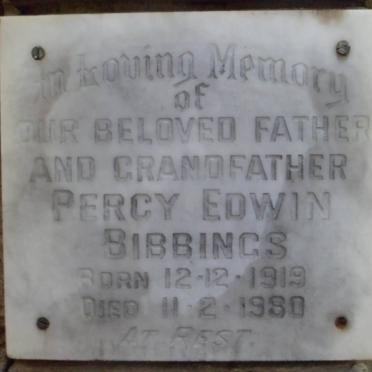 In Loving Memory
of
OUR BELOVED FATHER
AND GRANDFATHER
PERCY EDWIN
BIBBINGS
BORN 12-12-1919
DIED 11-2-1980
AT REST.